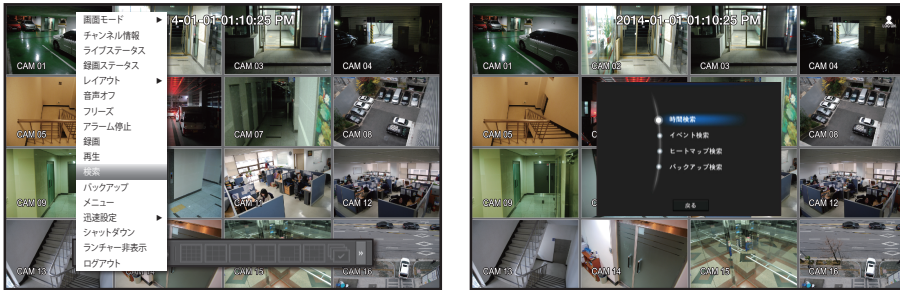 画面モード
チャンネル情報
ライブステータス
録画ステータス
レイアウト
音声オフ
フリーズ
アラーム停止
録画
再生
検索
バックアップ
メニュー
迅速設定
シャットダウン
ランチャー非表示
ログアウト
4-01-01 01:10:25 PM
CAM 01
CAM 03
CAM 04
CAM 05
CAM 07
CAM 08
CAM 09
CAM 11
CAM 12
CAM 13
CAM 14
CAM 15
CAM 16
2014-01-01 01:10:25 PM
CAM 01
CAM 02
CAM 03
CAM 04
CAM 05
C
CAM 08
CAM 09
CAM 12
CAM 13
CAM 14
CAM 15
CAM 16
時間検索
イベント検索
ヒートマップ検索
バックアップ検索
戻る